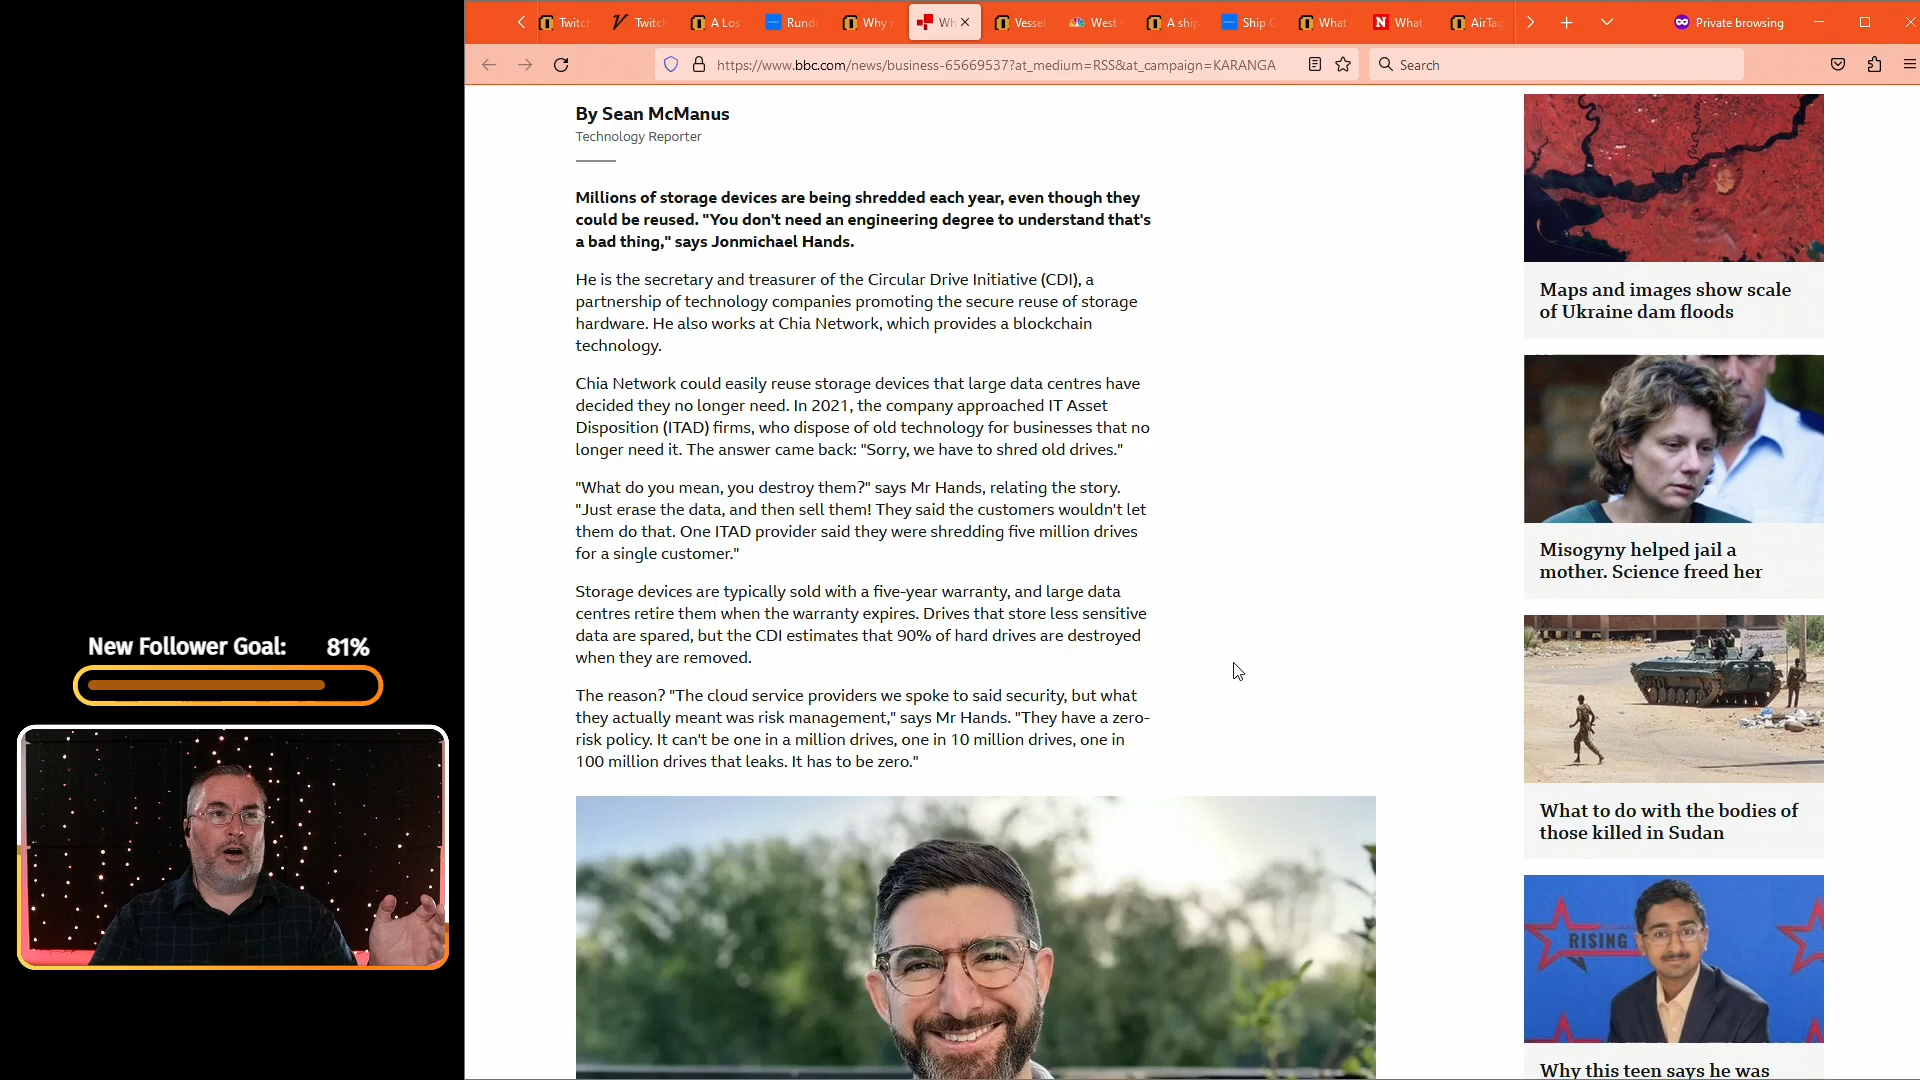 Twitch
Twitch
A Los
Rundo
Why
Wh
Vessel
West
A ship
Ship C
What
What
AirTag
Private browsing
https://www.bbc.com/news/business-65669537?at_medium=RSS&at_campaign=KARANGA
Search
By Sean McManus
Technology Reporter
Millions of storage devices are being shredded each year, even though they
could be reused. "You don't need an engineering degree to understand that's
a bad thing," says Jonmichael Hands.
He is the secretary and treasurer of the Circular Drive Initiative (CDI), a
partnership of technology companies promoting the secure reuse of storage
hardware. He also works at Chia Network, which provides a blockchain
technology.
Chia Network could easily reuse storage devices that large data centres have
decided they no longer need. In 2021, the company approached IT Asset
Disposition (ITAD) firms, who dispose of old technology for businesses that no
longer need it. The answer came back: "Sorry, we have to shred old drives."
"What do you mean, you destroy them?" says Mr Hands, relating the story.
"Just erase the data, and then sell them! They said the customers wouldn't let
them do that. One ITAD provider said they were shredding five million drives
for a single customer."
Storage devices are typically sold with a five-year warranty, and large data
centres retire them when the warranty expires. Drives that store less sensitive
data are spared, but the CDI estimates that 90% of hard drives are destroyed
when they are removed.
The reason? "The cloud service providers we spoke to said security, but what
they actually meant was risk management," says Mr Hands. "They have a zero-
risk policy. It can't be one in a million drives, one in 10 million drives, one in
100 million drives that leaks. It has to be zero."
Maps and images show scale
of Ukraine dam floods
Misogyny helped jail a
mother. Science freed her
What to do with the bodies of
those killed in Sudan
RISING
Why this teen says he was
New Follower Goal: 81%